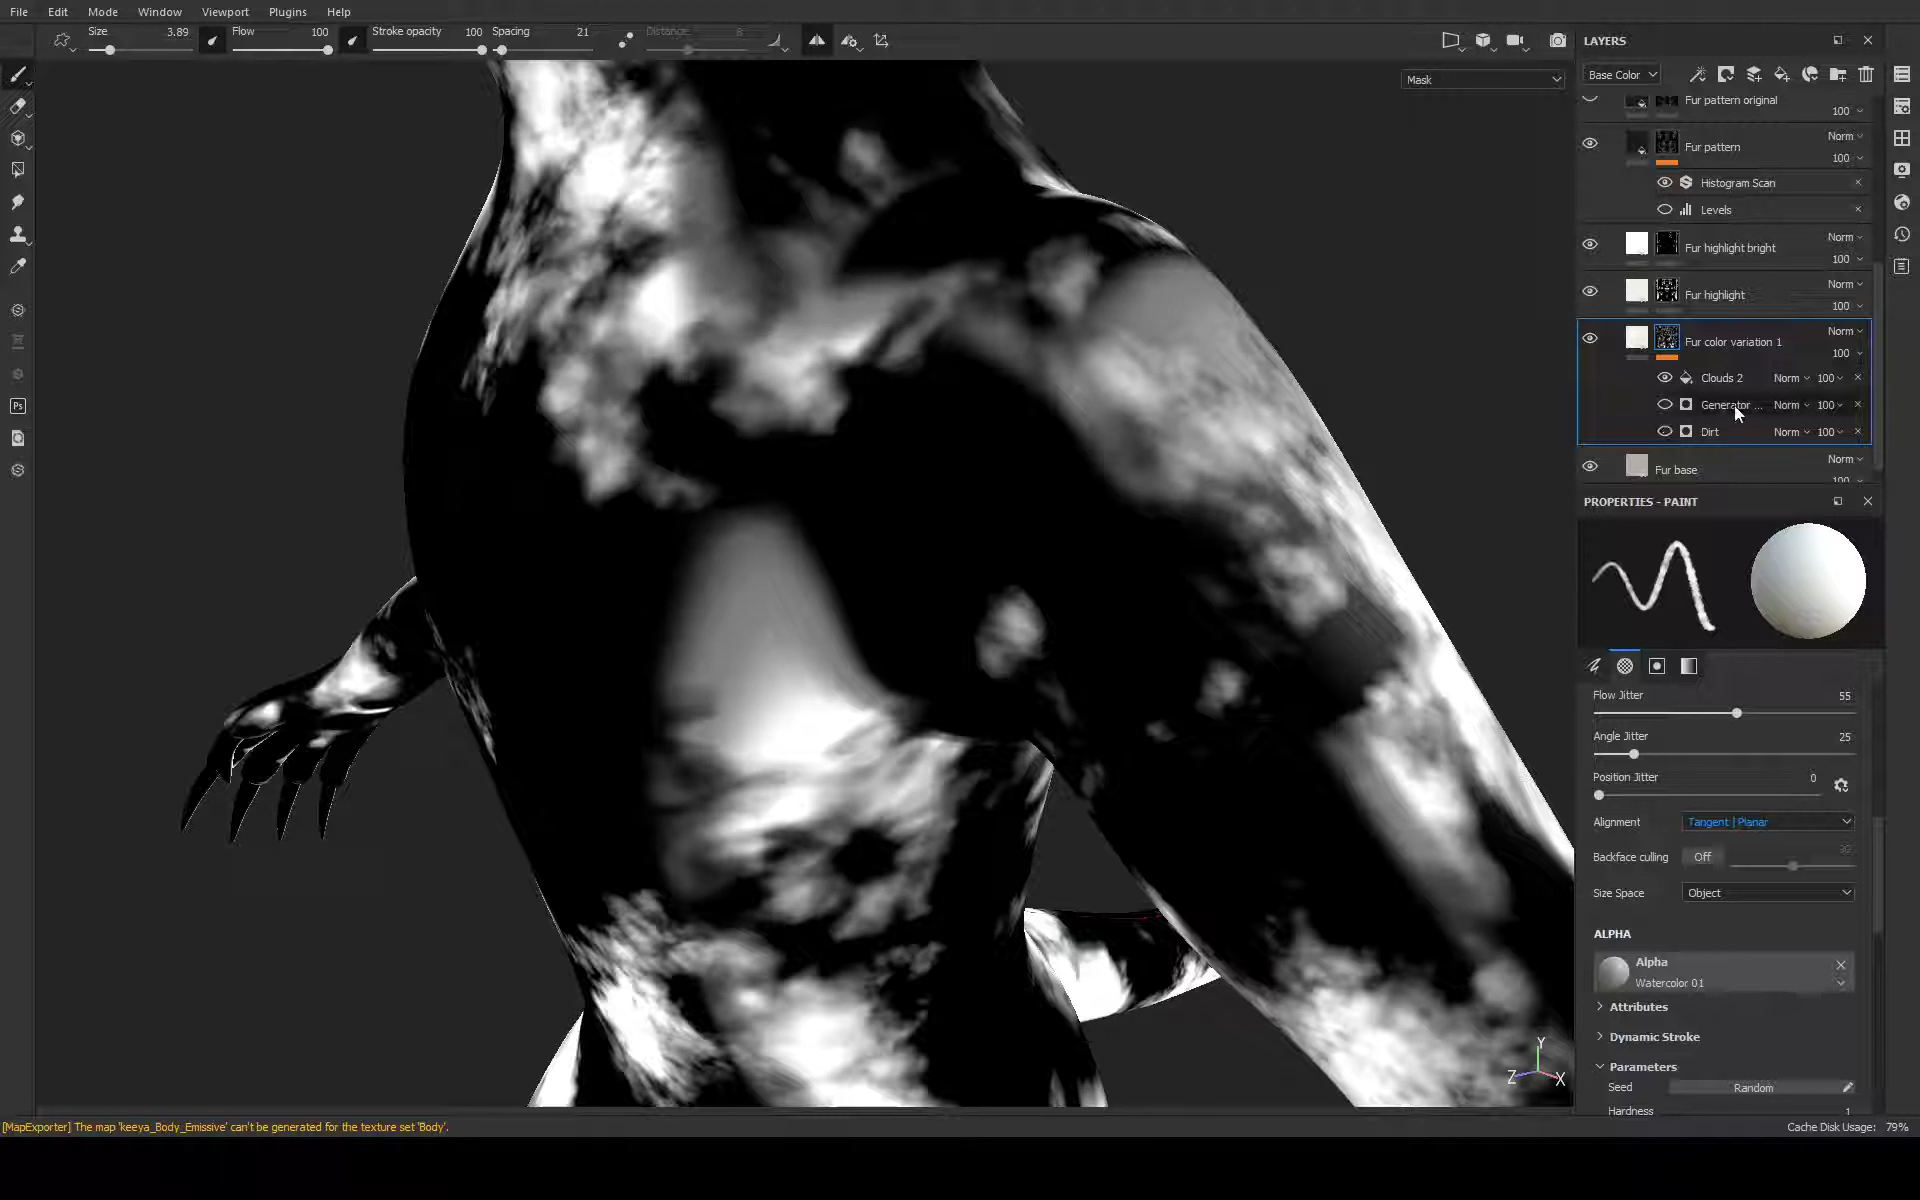 File Edit Mode Window Viewport Plugins Help
Size 3.89 Flow 100 Stroke opacity 100 Spacing 21 Distance 8
Mask
LAYERS
Base Color
Fur pattern original
100
Norm
Fur pattern
100
Histogram Scan
Levels
Norm
Fur highlight bright
100
Norm
Fur highlight
100
Norm
Fur color variation 1
100
Clouds 2 Norm 100
Generator ... Norm 100
Dirt Norm 100
Norm
Fur base
100
PROPERTIES - PAINT
Flow Jitter 55
Angle Jitter 25
Position Jitter 0
Alignment Tangent | Planar
Backface culling Off
Size Space Object
ALPHA
Alpha
Watercolor 01
Attributes
Dynamic Stroke
Parameters
Seed Random
Hardness 1
Y
Z X
Ps
[MapExporter] The map 'keeya_Body_Emissive' can't be generated for the texture set 'Body'.
Cache Disk Usage: 79%